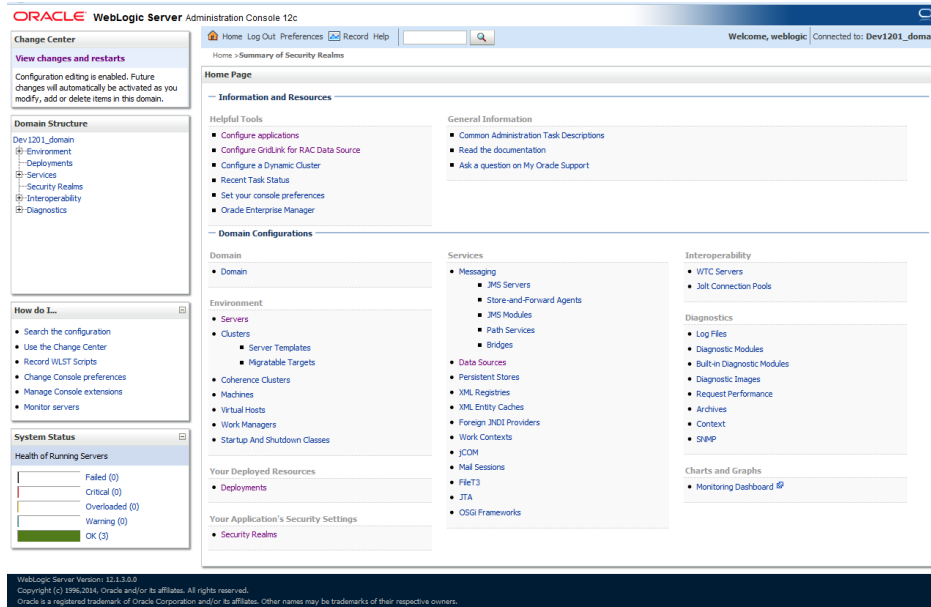 ORACLE WebLogic Server Administration Console 12c
Change Center
View changes and restarts
Configuration editing is enabled. Future
changes will automatically be activated as you
modify, add or delete items in this domain.
Domain Structure
Dev1201_domain
Environment
Deployments
Services
Security Realms
Interoperability
Diagnostics
How do I...
Search the configuration
Use the Change Center
Record WLST Scripts
Change Console preferences
Manage Console extensions
Monitor servers
System Status
Health of Running Servers
Failed (0)
Critical (0)
Overloaded (0)
Warning (0)
OK (3)
Home Log Out Preferences Record Help
Welcome, weblogic Connected to: Dev1201_doma
Home >Summary of Security Realms
Home Page
Information and Resources
Helpful Tools
Configure applications
Configure GridLink for RAC Data Source
Configure a Dynamic Cluster
Recent Task Status
Set your console preferences
Oracle Enterprise Manager
General Information
Common Administration Task Descriptions
Read the documentation
Ask a question on My Oracle Support
Domain Configurations
Domain
Domain
Environment
Servers
Clusters
Server Templates
Migratable Targets
Coherence Clusters
Machines
Virtual Hosts
Work Managers
Startup And Shutdown Classes
Your Deployed Resources
Deployments
Your Application's Security Settings
Security Realms
Services
Messaging
JMS Servers
Store-and-Forward Agents
JMS Modules
Path Services
Bridges
Data Sources
Persistent Stores
XML Registries
XML Entity Caches
Foreign JNDI Providers
Work Contexts
jCOM
Mail Sessions
FileT3
JTA
OSGi Frameworks
Interoperability
WTC Servers
Jolt Connection Pools
Diagnostics
Log Files
Diagnostic Modules
Built-in Diagnostic Modules
Diagnostic Images
Request Performance
Archives
Context
SNMP
Charts and Graphs
Monitoring Dashboard
WebLogic Server Version: 12.1.3.0.0
Copyright (c) 1996,2014, Oracle and/or its affiliates. All rights reserved.
Oracle is a registered trademark of Oracle Corporation and/or its affiliates. Other names may be trademarks of their respective owners.